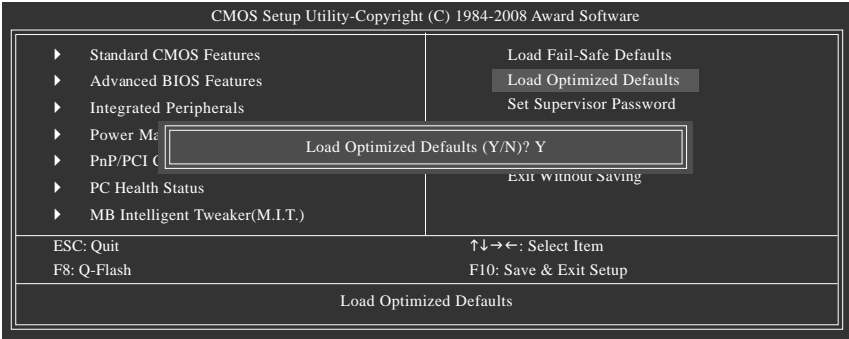 CMOS Setup Utility-Copyright (C) 1984-2008 Award Software
Standard CMOS Features
Advanced BIOS Features
Integrated Peripherals
Power Ma
PnP/PCI C
PC Health Status
MB Intelligent Tweaker(M.I.T.)
Load Fail-Safe Defaults
Load Optimized Defaults
Set Supervisor Password
Exit Without Saving
Load Optimized Defaults (Y/N)? Y
ESC: Quit
↑↓→←: Select Item
F8: Q-Flash
F10: Save & Exit Setup
Load Optimized Defaults